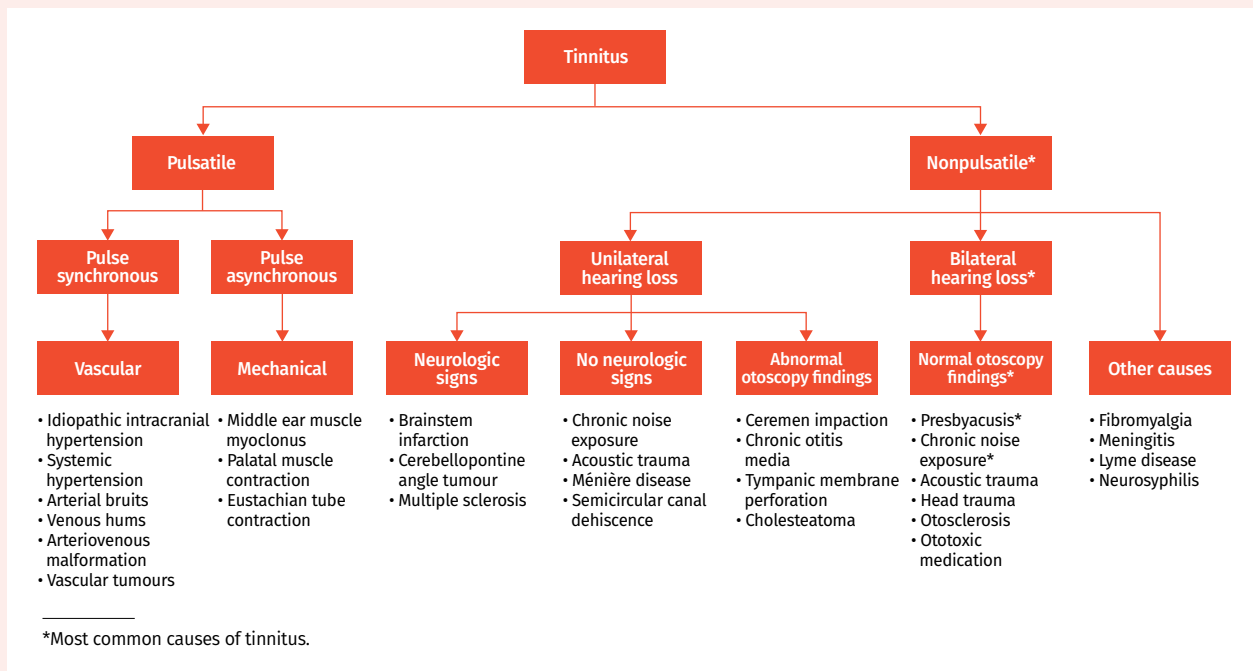 Tinnitus
Pulsatile
Nonpulsatile*
Pulse
synchronous
Pulse
asynchronous
Unilateral
hearing loss
Bilateral
hearing loss*
Vascular
Mechanical
Neurologic
signs
No neurologic
signs
Abnormal
otoscopy findings
Normal otoscopy
findings*
Other causes
• Idiopathic intracranial
hypertension
• Systemic
hypertension
• Arterial bruits
• Venous hums
• Arteriovenous
malformation
• Vascular tumours
• Middle ear muscle
myoclonus
• Palatal muscle
contraction
• Eustachian tube
contraction
• Brainstem
infarction
• Cerebellopontine
angle tumour
• Multiple sclerosis
• Chronic noise
exposure
• Acoustic trauma
• Ménière disease
• Semicircular canal
dehiscence
• Ceremen impaction
• Chronic otitis
media
• Tympanic membrane
perforation
• Cholesteatoma
• Presbyacusis*
• Chronic noise
exposure*
• Acoustic trauma
• Head trauma
• Otosclerosis
• Ototoxic
medication
• Fibromyalgia
• Meningitis
• Lyme disease
• Neurosyphilis
*Most common causes of tinnitus.